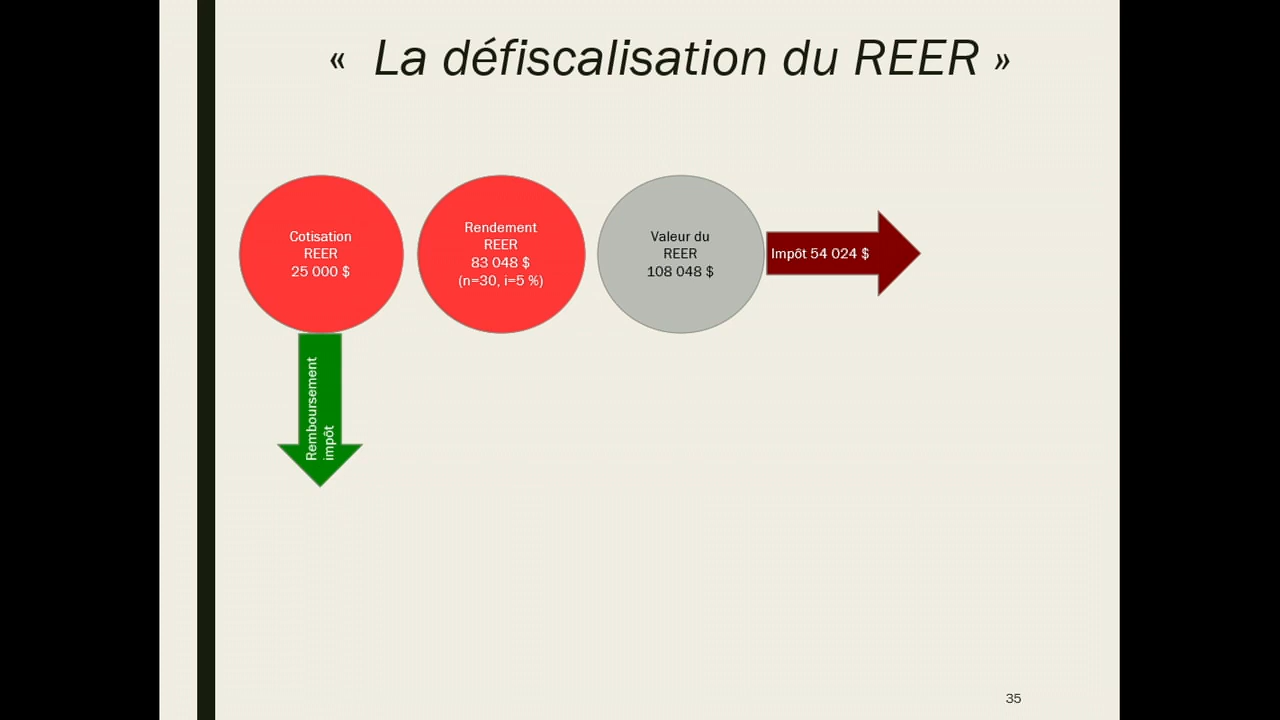 « La défiscalisation du REER »
Cotisation
REER
25 000 $
Rendement
REER
83 048 $
(n=30, i=5 %)
Valeur du
REER
108 048 $
Impôt 54 024 $
Remboursement
impôt
35